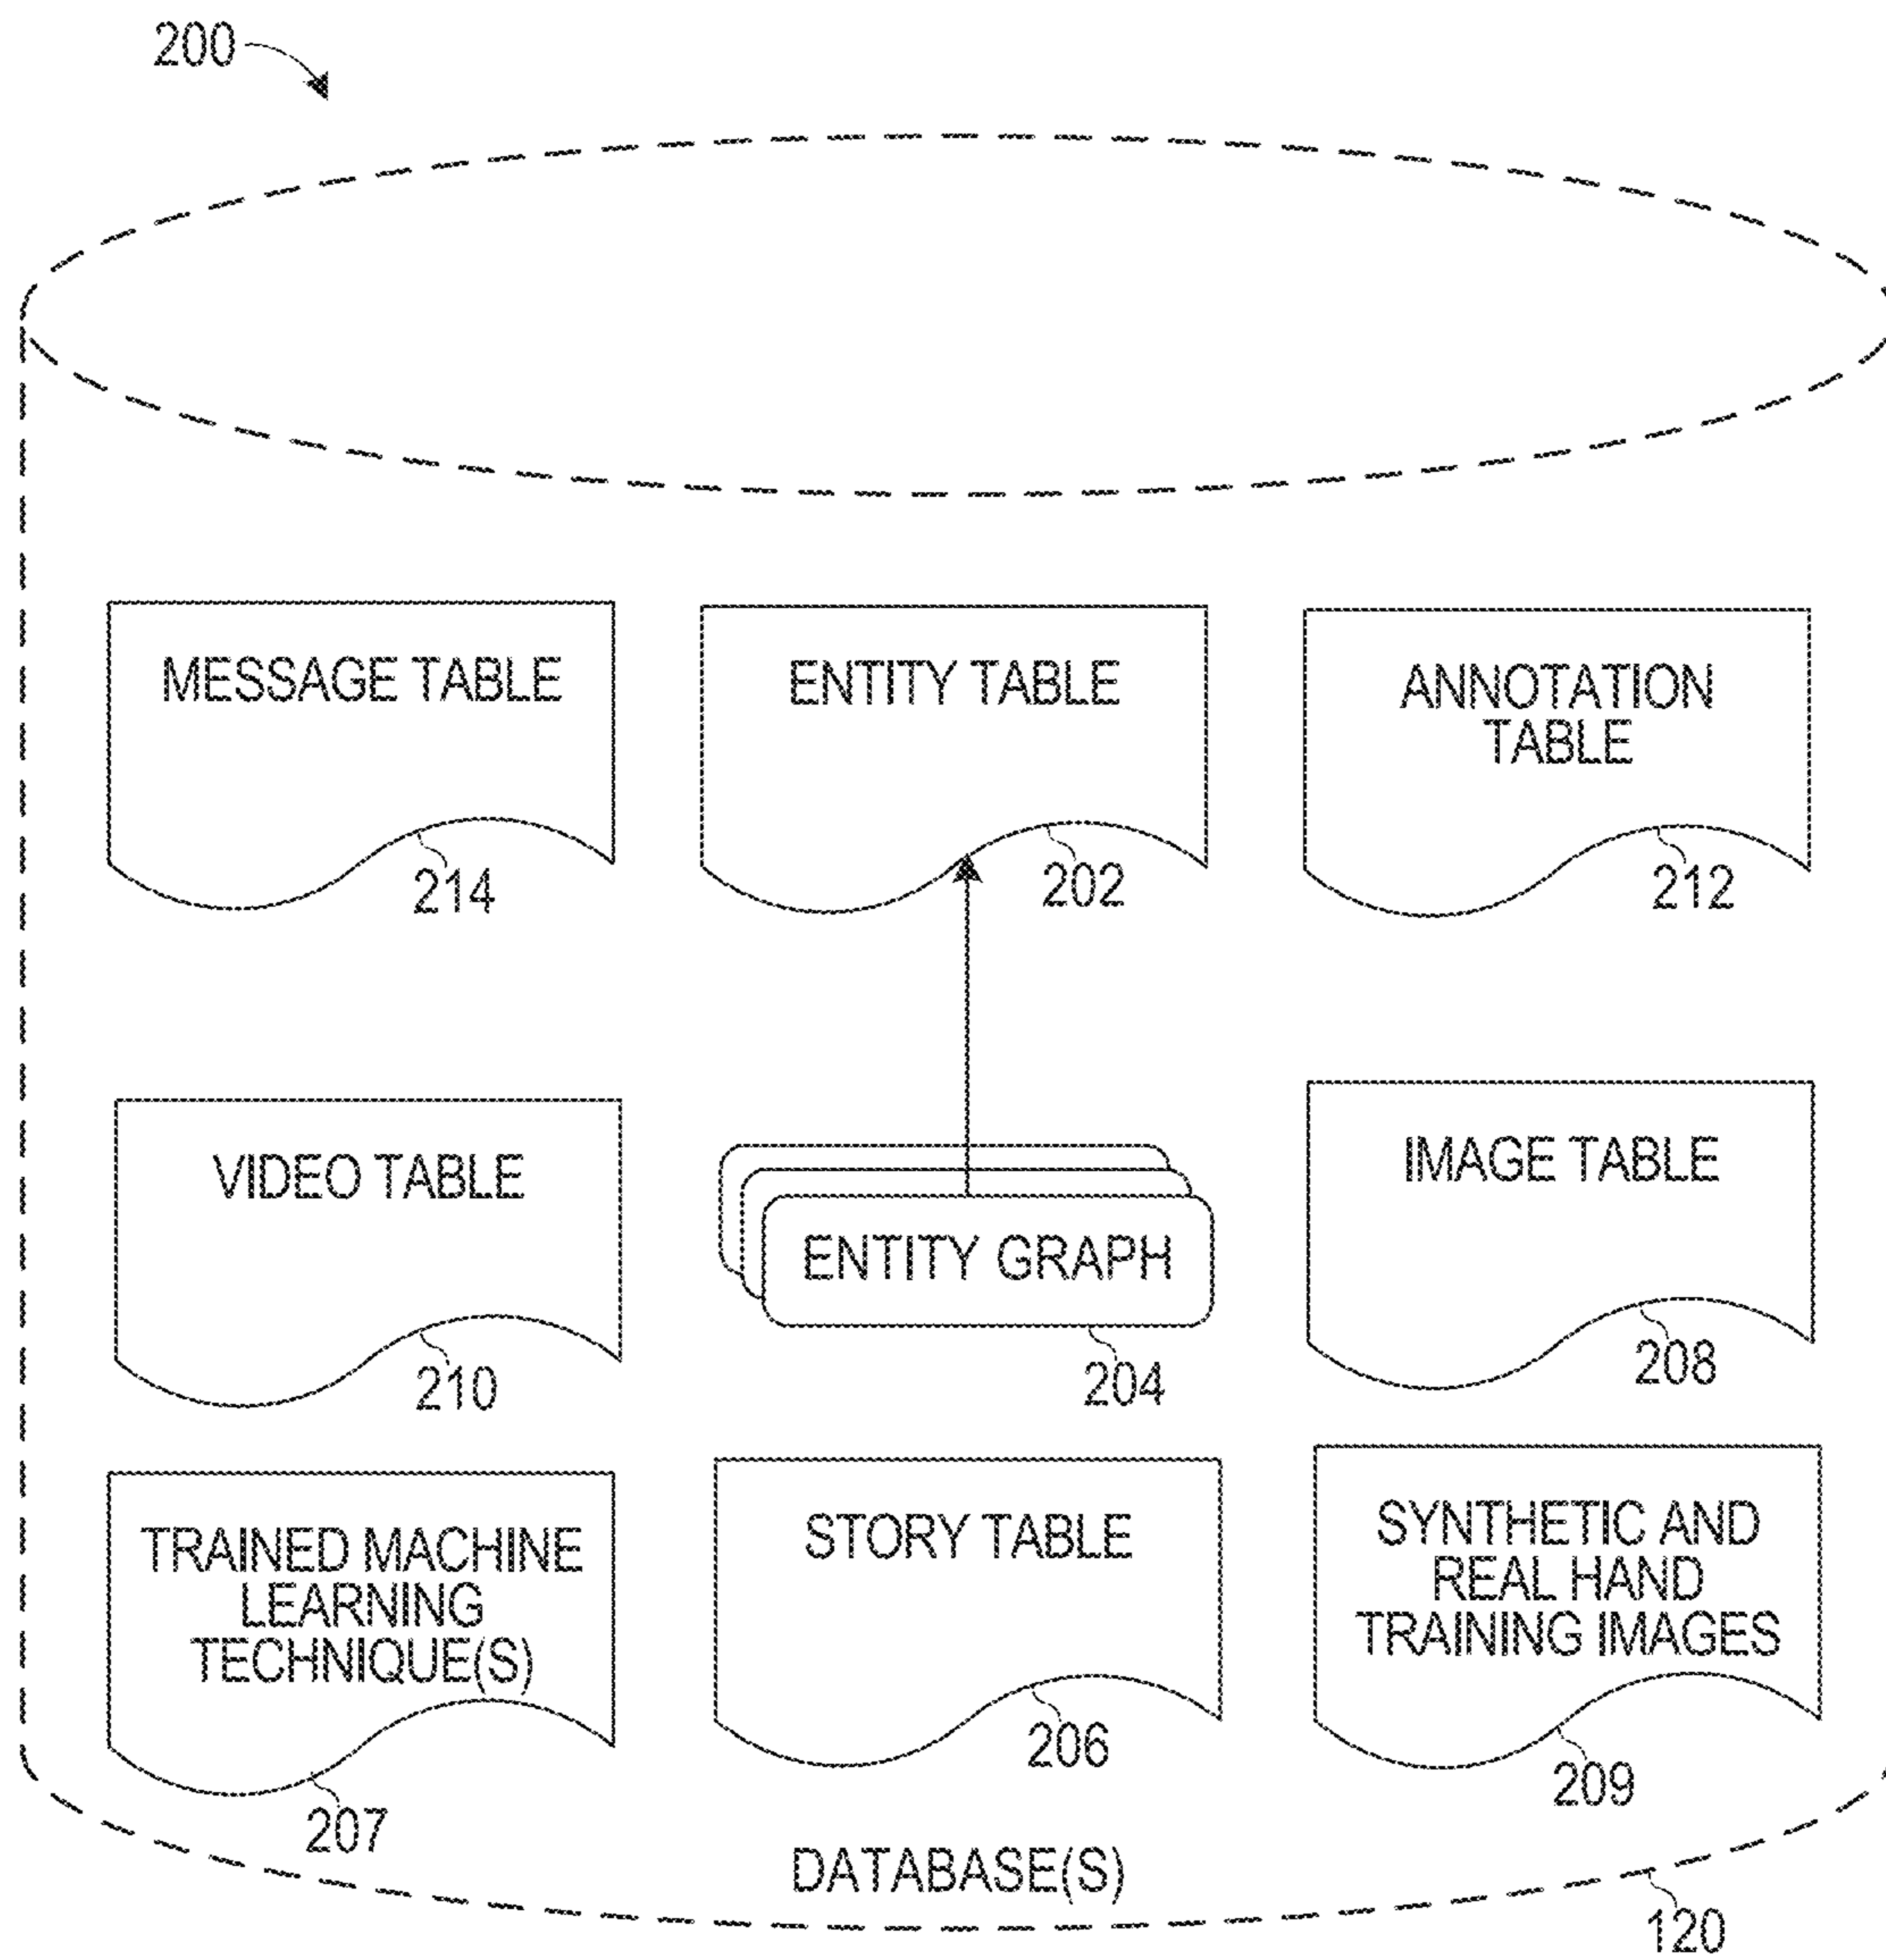 200
MESSAGE TABLE
214
ENTITY TABLE
202
ANNOTATION
TABLE
212
VIDEO TABLE
210
ENTITY GRAPH
204
IMAGE TABLE
208
TRAINED MACHINE
LEARNING
TECHNIQUE(S)
207
STORY TABLE
206
SYNTHETIC AND
REAL HAND
TRAINING IMAGES
209
DATABASE(S)
120